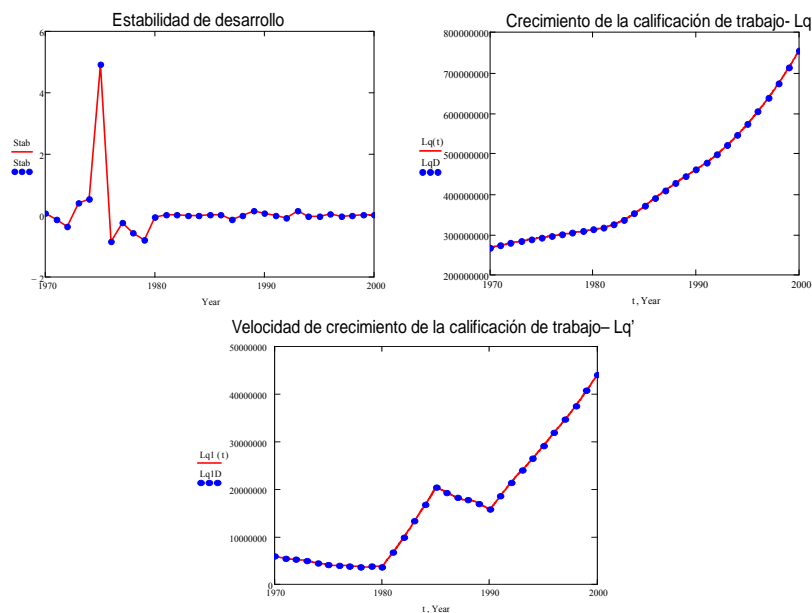 Estabilidad de desarrollo
6
4
2
0
− 2
Stab
Stab
1970
1980
1990
2000
Year
Crecimiento de la calificación de trabajo- Lq
800000000
700000000
600000000
500000000
400000000
300000000
200000000
Lq(t)
LqD
1970
1980
1990
2000
t , Year
Velocidad de crecimiento de la calificación de trabajo– Lq’
50000000
40000000
30000000
20000000
10000000
0
Lq1 (t)
Lq1D
1970
1980
1990
2000
t , Year